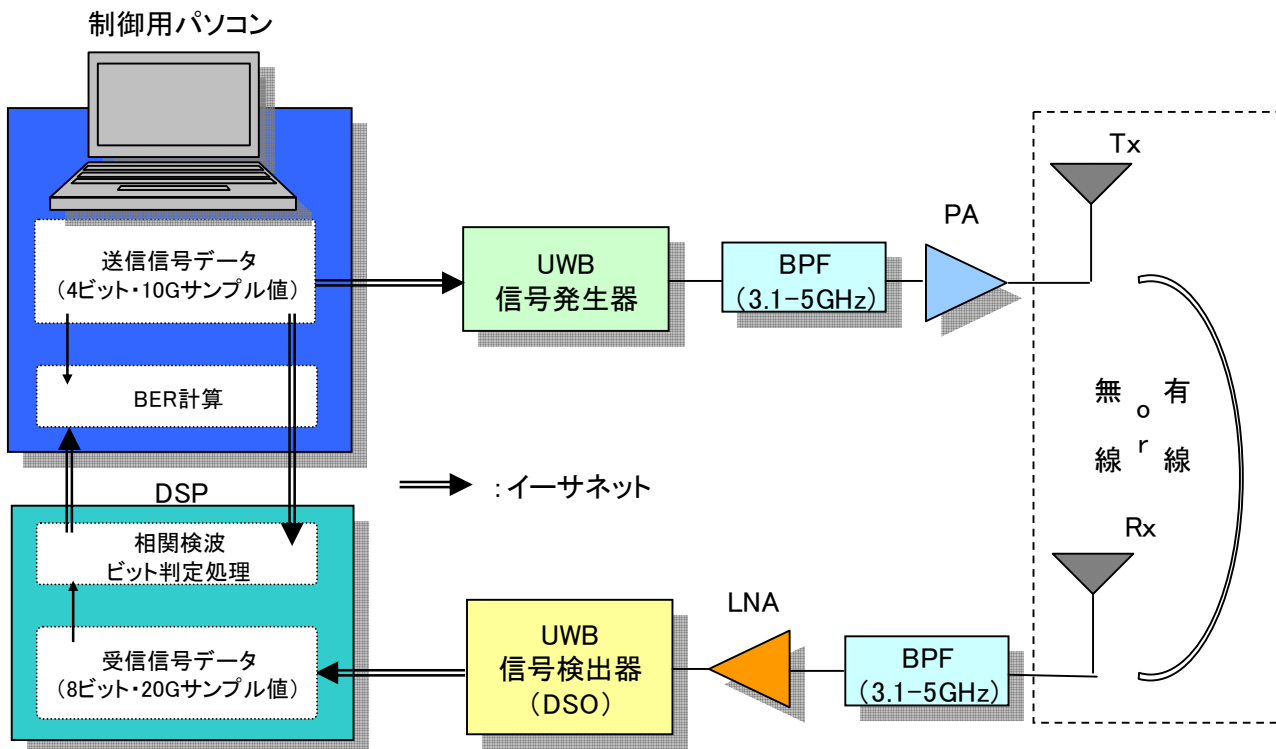 制御用パソコン
送信信号データ
(4ビット・10Gサンプル値)
BER計算
DSP
相関検波
ビット判定処理
受信信号データ
(8ビット・20Gサンプル値)
UWB
信号発生器
BPF
(3.1-5GHz)
PA
Tx
無線
or
有線
:イーサネット
Rx
BPF
(3.1-5GHz)
LNA
UWB
信号検出器
(DSO)